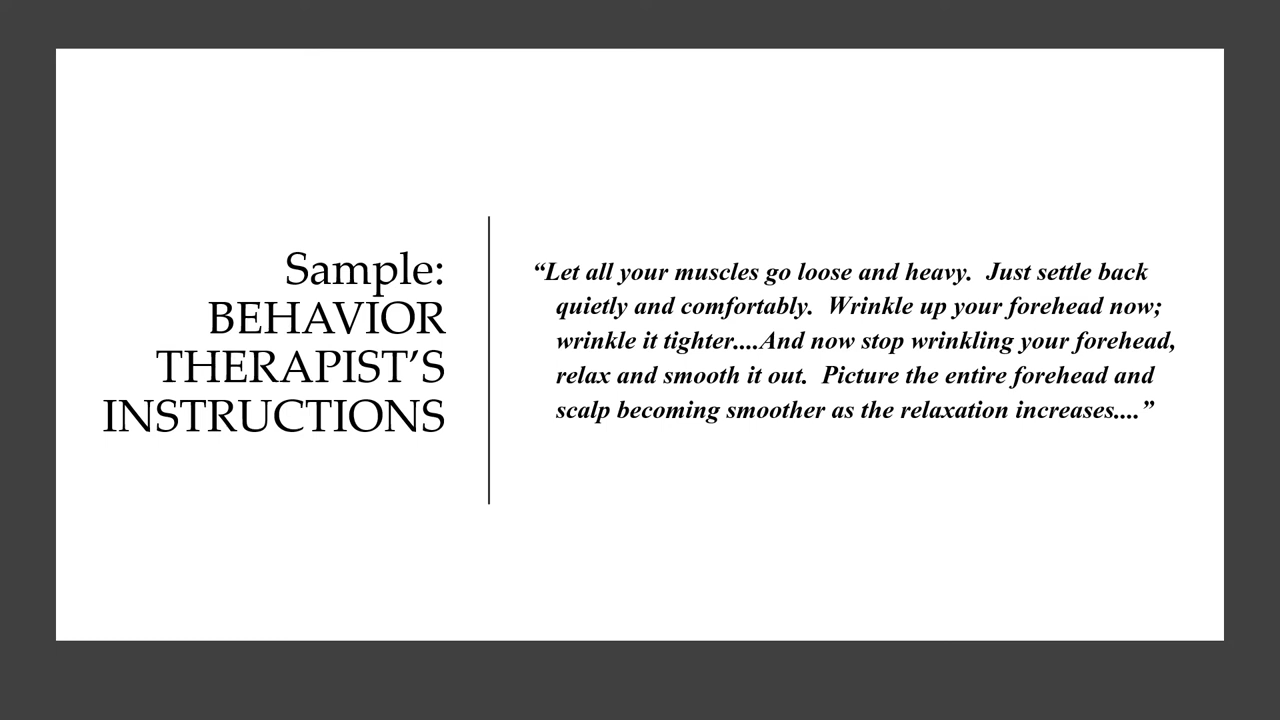 Sample:
BEHAVIOR
THERAPIST’S
INSTRUCTIONS
“Let all your muscles go loose and heavy.  Just settle back
quietly and comfortably.  Wrinkle up your forehead now;
wrinkle it tighter....And now stop wrinkling your forehead,
relax and smooth it out.  Picture the entire forehead and
scalp becoming smoother as the relaxation increases....”